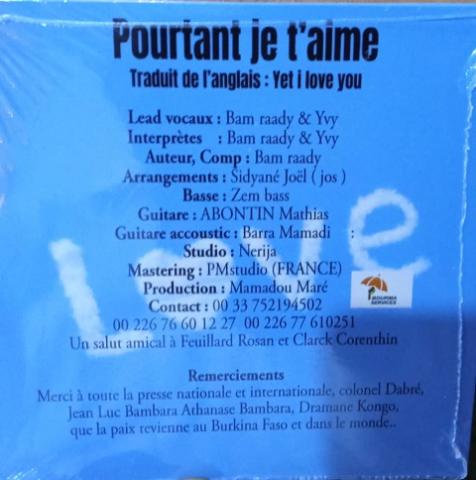 Pourtant je t'aime
Traduit de l'anglais : Yet i love you
Lead vocaux : Bam raady & Yvy
Interprètes : Bam raady & Yvy
Auteur, Comp : Bam raady
Arrangements : Sidyané Joël ( jos )
Basse : Zem bass
Guitare : ABONTIN Mathias
Guitare accoustic : Barra Mamadi :
Studio : Nerija
Mastering : PMstudio (FRANCE)
Production : Mamadou Maré
Contact : 00 33 752194502
00 226 76 60 12 27 00 226 77 610251
Un salut amical à Feuillard Rosan et Clarck Corenthin
Love
SERVICES
Remerciements
Merci à toute la presse nationale et internationale, colonel Dabré,
Jean Luc Bambara Athanase Bambara, Dramane Kongo,
que la paix revienne au Burkina Faso et dans le monde..